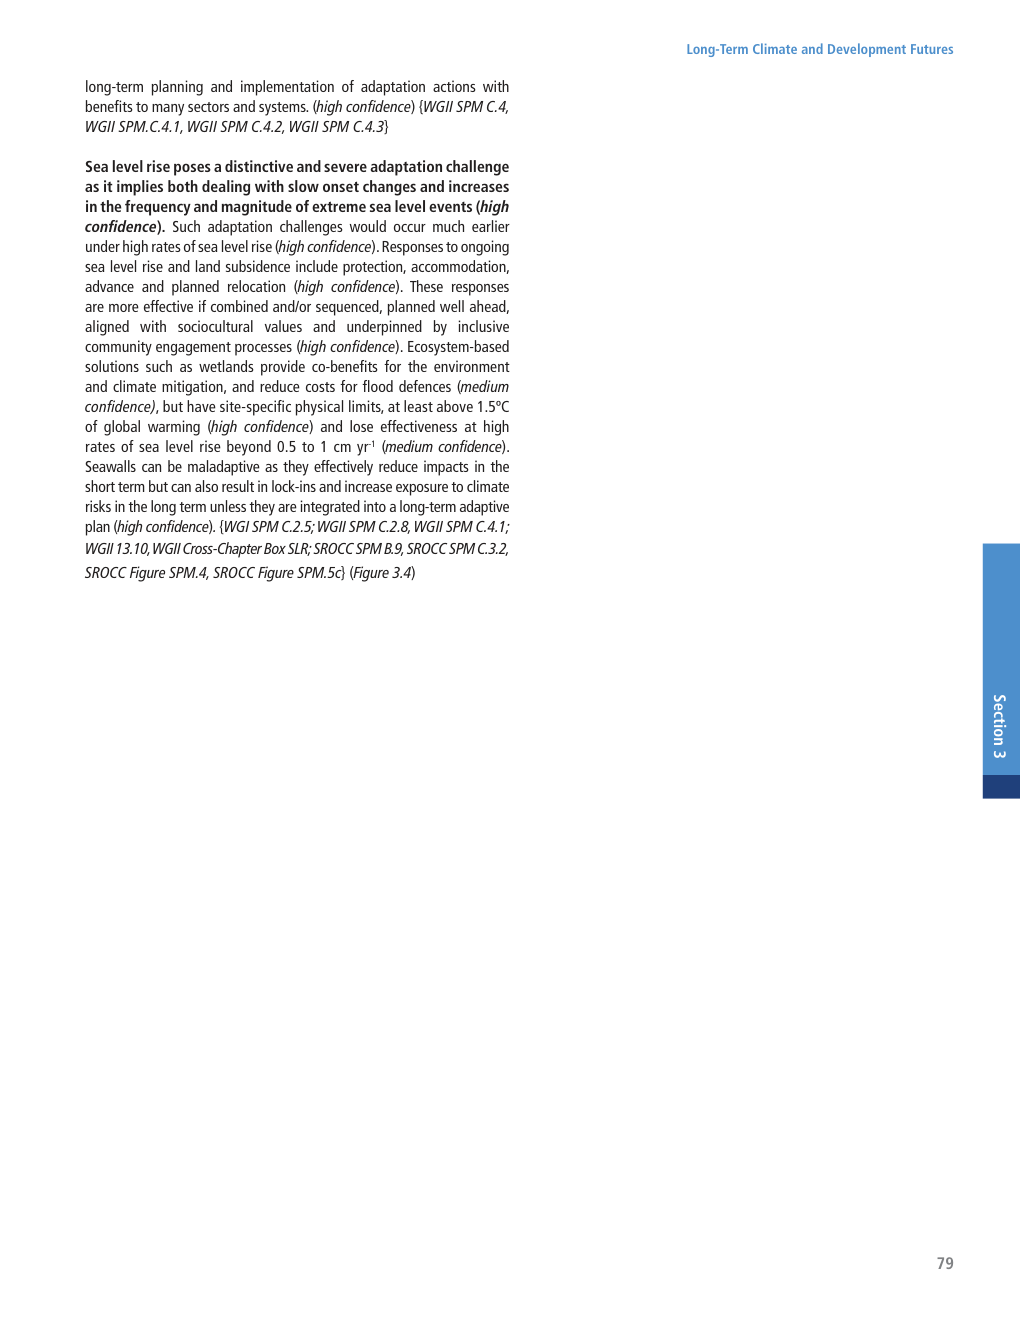 Long-Term Climate and Development Futures
long-term planning and implementation of adaptation actions with
benefits to many sectors and systems. (high confidence) {WGII SPM C.4,
WGII SPM.C.4.1, WGII SPM C.4.2, WGII SPM C.4.3}
Sea level rise poses a distinctive and severe adaptation challenge
as it implies both dealing with slow onset changes and increases
in the frequency and magnitude of extreme sea level events (high
confidence). Such adaptation challenges would occur much earlier
under high rates of sea level rise (high confidence). Responses to ongoing
sea level rise and land subsidence include protection, accommodation,
advance and planned relocation (high confidence). These responses
are more effective if combined and/or sequenced, planned well ahead,
aligned with sociocultural values and underpinned by inclusive
community engagement processes (high confidence). Ecosystem-based
solutions such as wetlands provide co-benefits for the environment
and climate mitigation, and reduce costs for flood defences (medium
confidence), but have site-specific physical limits, at least above 1.5ºC
of global warming (high confidence) and lose effectiveness at high
rates of sea level rise beyond 0.5 to 1 cm yr-1 (medium confidence).
Seawalls can be maladaptive as they effectively reduce impacts in the
short term but can also result in lock-ins and increase exposure to climate
risks in the long term unless they are integrated into a long-term adaptive
plan (high confidence). {WGI SPM C.2.5; WGII SPM C.2.8, WGII SPM C.4.1;
WGII 13.10, WGII Cross-Chapter Box SLR; SROCC SPM B.9, SROCC SPM C.3.2,
SROCC Figure SPM.4, SROCC Figure SPM.5c} (Figure 3.4)
Section 3
79